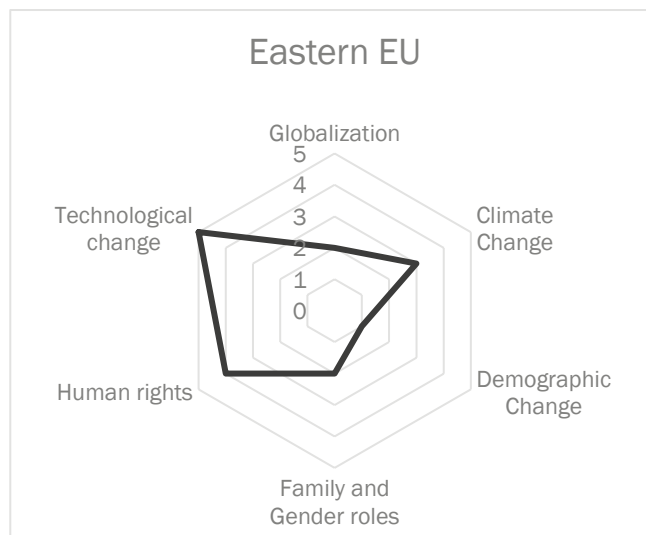 Eastern EU
Globalization
5
4
3
2
1
0
Technological
change
Climate
Change
Human rights
Demographic
Change
Family and
Gender roles